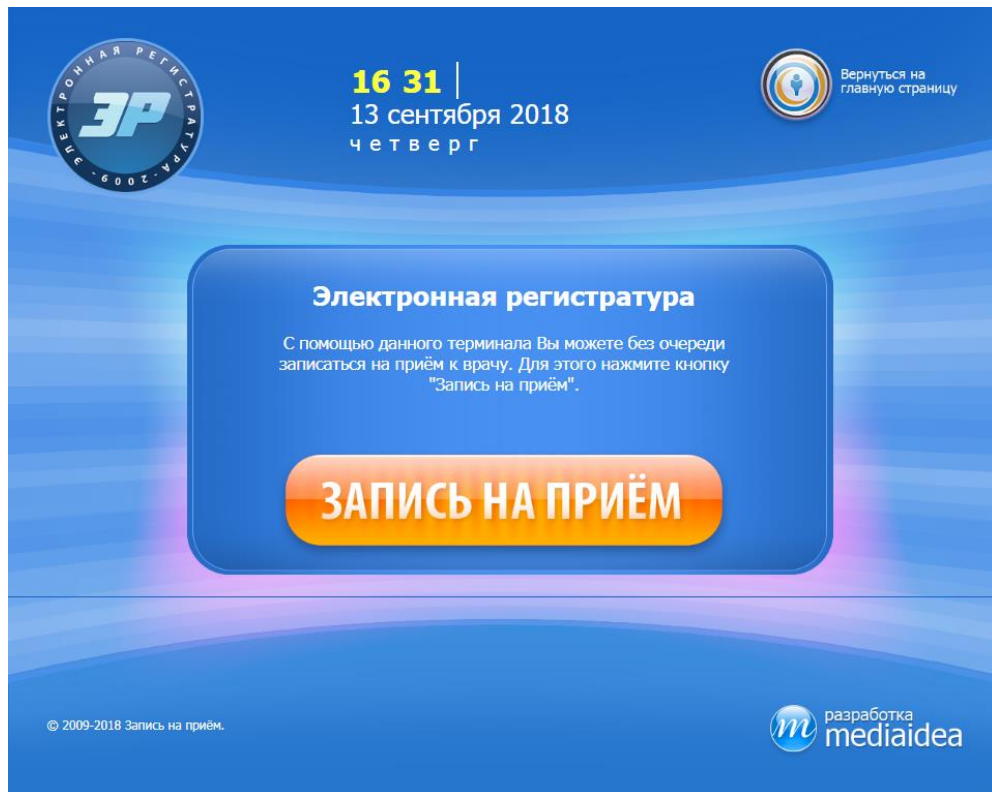 ЭЛЕКТРОННАЯ РЕГИСТРАТУРА - 2009 -
ЭР
16 31
13 сентября 2018
четверг
Вернуться на
главную страницу
Электронная регистратура
С помощью данного терминала Вы можете без очереди
записаться на приём к врачу. Для этого нажмите кнопку
"Запись на приём".
ЗАПИСЬ НА ПРИЁМ
© 2009-2018 Запись на приём.
m
разработка
mediaidea